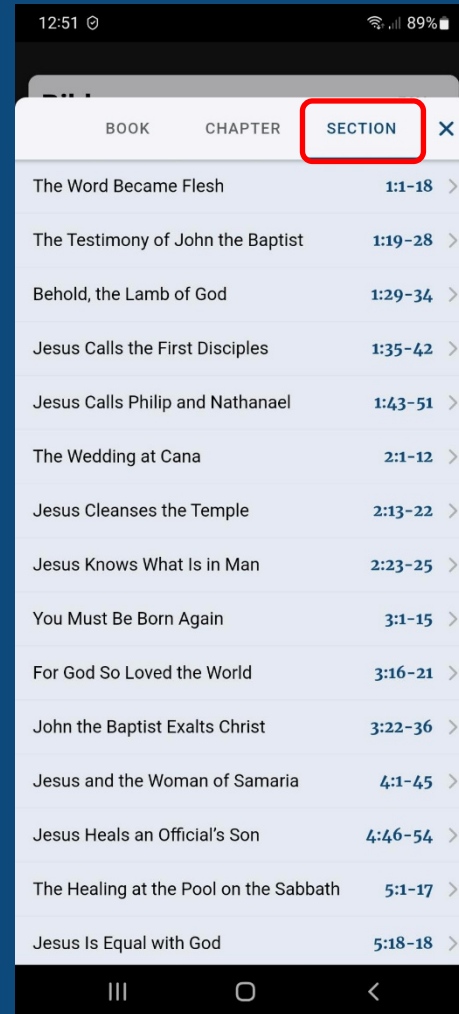 12:51 89%
BOOK CHAPTER SECTION
The Word Became Flesh 1:1-18
The Testimony of John the Baptist 1:19-28
Behold, the Lamb of God 1:29-34
Jesus Calls the First Disciples 1:35-42
Jesus Calls Philip and Nathanael 1:43-51
The Wedding at Cana 2:1-12
Jesus Cleanses the Temple 2:13-22
Jesus Knows What Is in Man 2:23-25
You Must Be Born Again 3:1-15
For God So Loved the World 3:16-21
John the Baptist Exalts Christ 3:22-36
Jesus and the Woman of Samaria 4:1-45
Jesus Heals an Official’s Son 4:46-54
The Healing at the Pool on the Sabbath 5:1-17
Jesus Is Equal with God 5:18-18